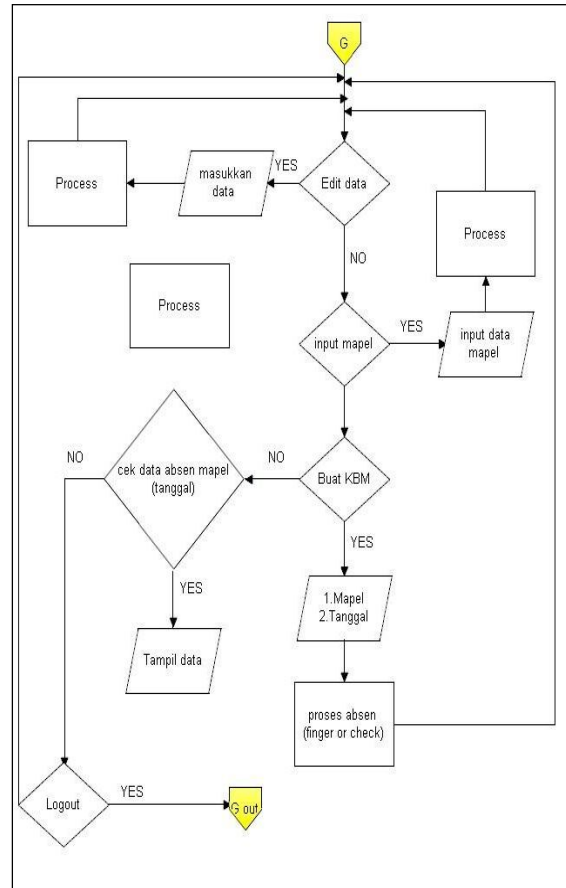 G
YES
masukkan
data
Process
Edit data
Process
NO
Process
input mapel
YES
input data
mapel
NO
cek data absen mapel
(tanggal)
NO
Buat KBM
YES
YES
1.Mapel
2.Tanggal
Tampil data
proses absen
(finger or check)
Logout
YES
G out